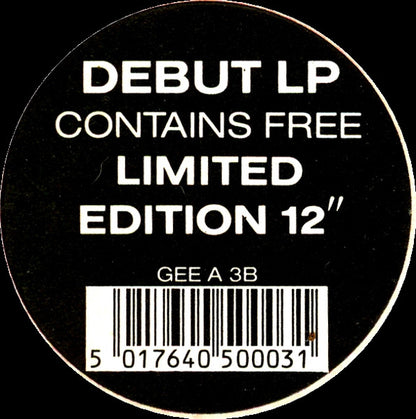 DEBUT LP
CONTAINS FREE
LIMITED
EDITION 12"
GEE A 3B
5 017640 500031